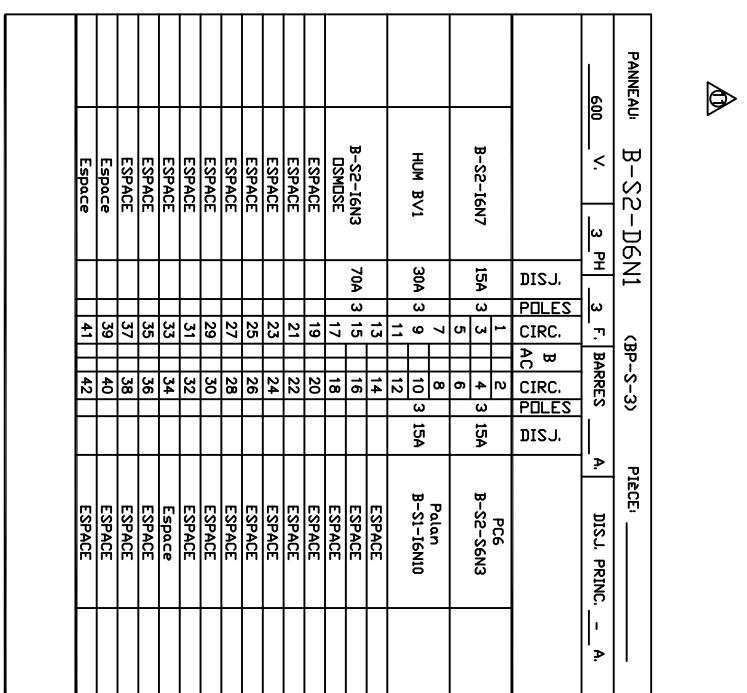 01
PANNEAU: B-S2-D6N1 (BP-S-3) PIÈCE:
600 V. 3 PH 3 F. BARRES A. DISJ. PRINC. - A.
DISJ. POLES CIRC. B CIRC. POLES DISJ.
AC
1 2
B-S2-I6N7 15A 3 3 4 3 15A PC6
B-S2-S6N3
5 6
7 8
HUM BV1 30A 3 9 10 3 15A Palan
B-S1-I6N10
11 12
13 14 ESPACE
B-S2-I6N3
OSMOSE 70A 3 15 16 ESPACE
17 18 ESPACE
ESPACE 19 20 ESPACE
ESPACE 21 22 ESPACE
ESPACE 23 24 ESPACE
ESPACE 25 26 ESPACE
ESPACE 27 28 ESPACE
ESPACE 29 30 ESPACE
ESPACE 31 32 ESPACE
ESPACE 33 34 Espace
ESPACE 35 36 ESPACE
ESPACE 37 38 ESPACE
Espace 39 40 ESPACE
Espace 41 42 ESPACE